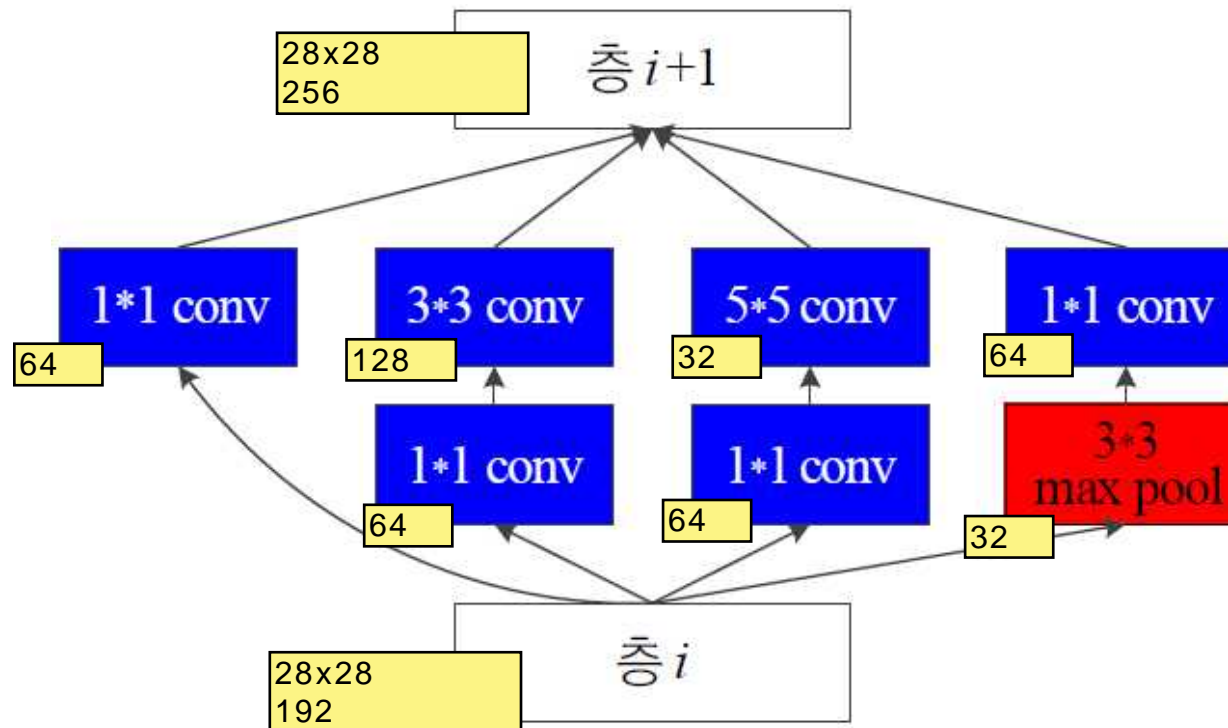 28x28
256
층 i+1
1*1 conv
3*3 conv
5*5 conv
1*1 conv
64
128
32
64
1*1 conv
1*1 conv
3*3
max pool
64
64
32
층 i
28x28
192